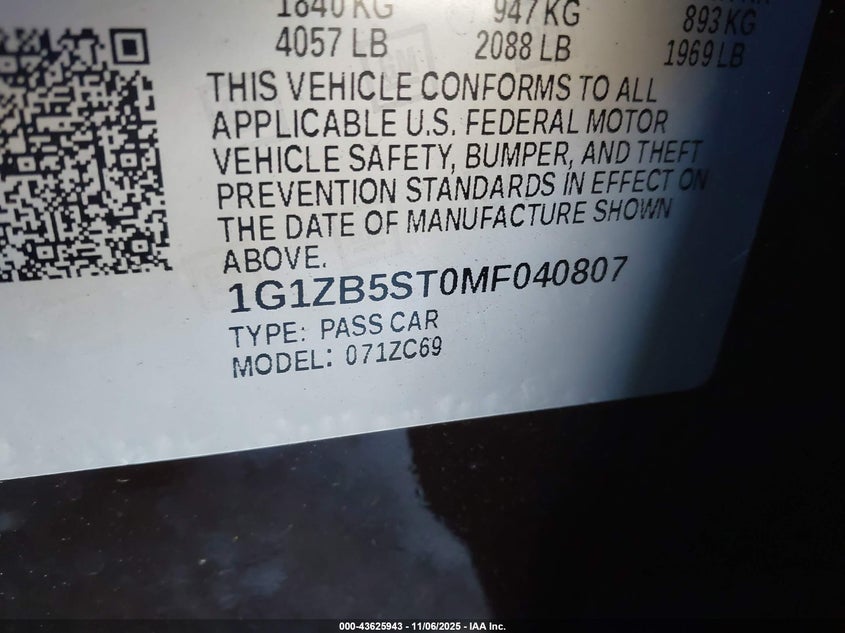 1840 KG 947 KG 893 KG
4057 LB 2088 LB 1969 LB
THIS VEHICLE CONFORMS TO ALL
APPLICABLE U.S. FEDERAL MOTOR
VEHICLE SAFETY, BUMPER, AND THEFT
PREVENTION STANDARDS IN EFFECT ON
THE DATE OF MANUFACTURE SHOWN
ABOVE.
1G1ZB5ST0MF040807
TYPE: PASS CAR
MODEL: 071ZC69
000-43625943 - 11/06/2025 - IAA Inc.